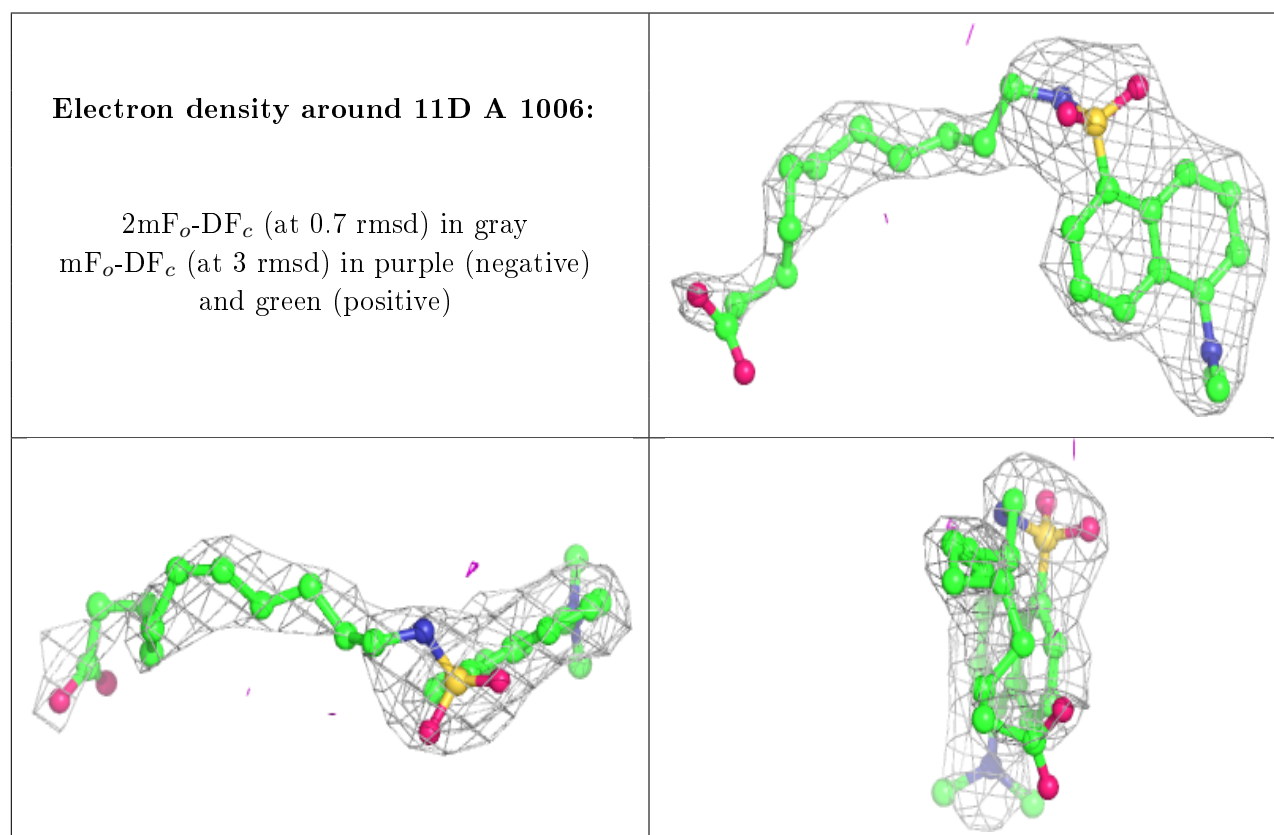 Electron density around 11D A 1006:
2mFo-DFc (at 0.7 rmsd) in gray
mFo-DFc (at 3 rmsd) in purple (negative)
and green (positive)